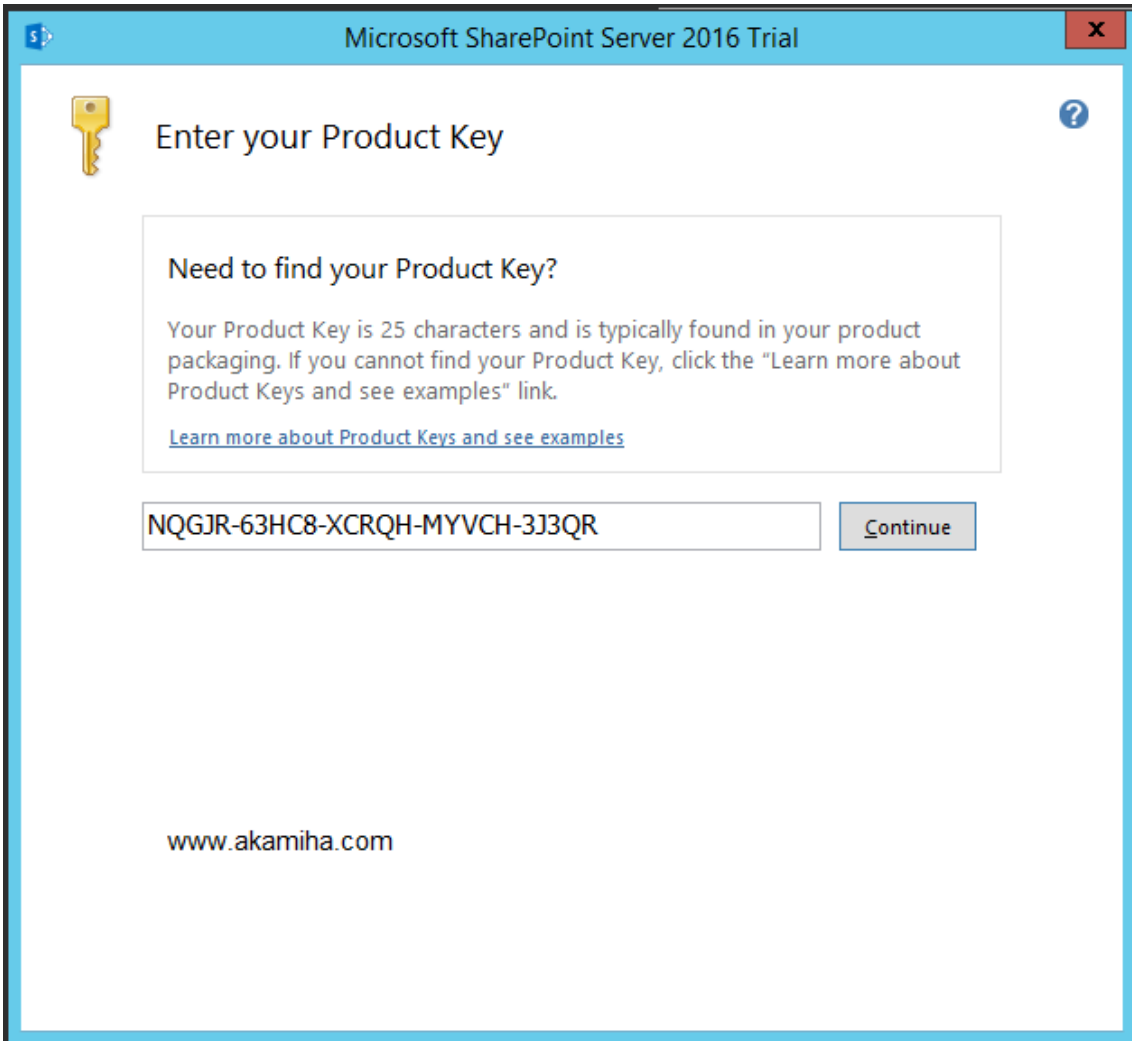 Microsoft SharePoint Server 2016 Trial
Enter your Product Key
Need to find your Product Key?
Your Product Key is 25 characters and is typically found in your product
packaging. If you cannot find your Product Key, click the “Learn more about
Product Keys and see examples” link.
Learn more about Product Keys and see examples
NQGJR-63HC8-XCRQH-MYVCH-3J3QR
Continue
www.akamiha.com